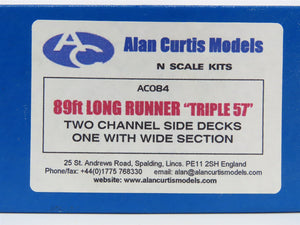 AC
Alan Curtis Models
N SCALE KITS
AC084
89ft LONG RUNNER "TRIPLE 57"
TWO CHANNEL SIDE DECKS
ONE WITH WIDE SECTION
25 St. Andrews Road, Spalding, Lincs. PE11 2SH England
Phone/fax: +44(0)1775 768330 email: alan@alancurtismodels.com
website: www.alancurtismodels.com